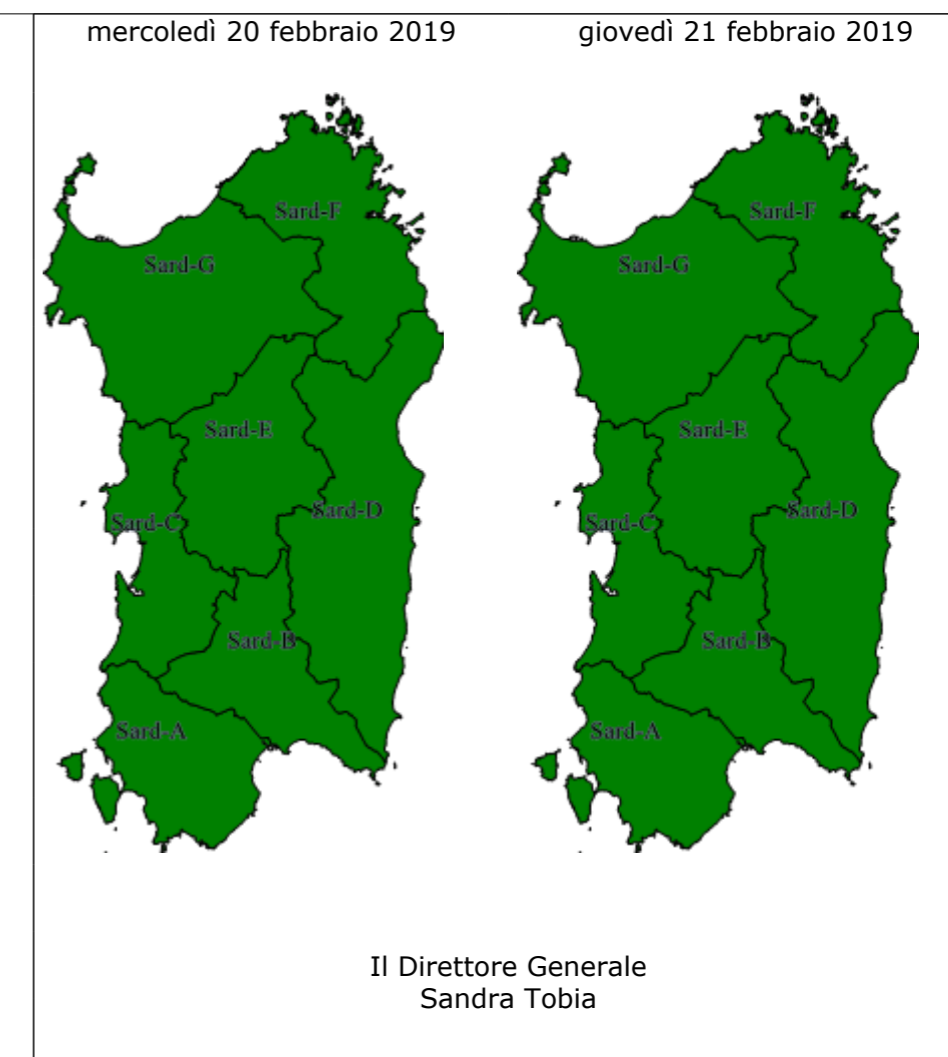 mercoledì 20 febbraio 2019
giovedì 21 febbraio 2019
Sard-F
Sard-G
Sard-E
Sard-D
Sard-C
Sard-B
Sard-A
Sard-F
Sard-G
Sard-E
Sard-D
Sard-C
Sard-B
Sard-A
Il Direttore Generale
Sandra Tobia